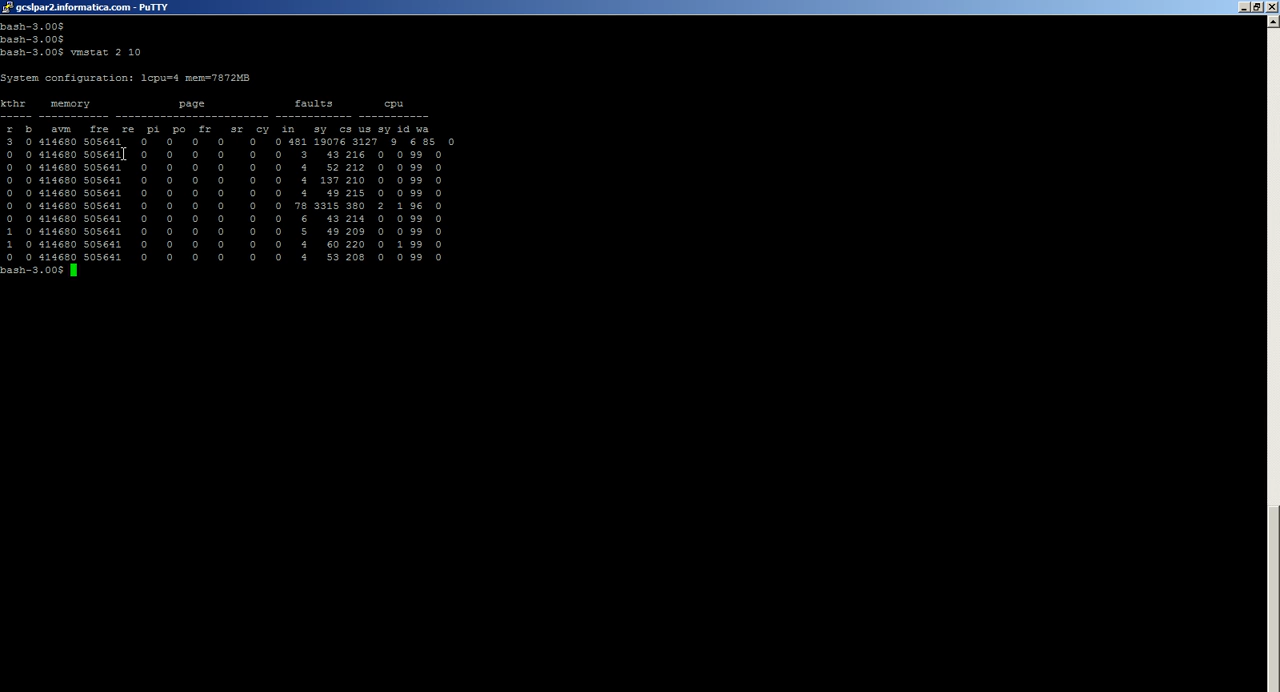 gcslpar2.informatica.com - PuTTY
bash-3.00$
bash-3.00$
bash-3.00$ vmstat 2 10
System configuration: lcpu=4 mem=7872MB
kthr memory page faults cpu
----- ----------- ------------------------ ------------ -----------
r b avm fre re pi po fr sr cy in sy cs us sy id wa
3 0 414680 505641 0 0 0 0 0 0 481 19076 3127 9 6 85 0
0 0 414680 505641 0 0 0 0 0 0 3 43 216 0 0 99 0
0 0 414680 505641 0 0 0 0 0 0 4 52 212 0 0 99 0
0 0 414680 505641 0 0 0 0 0 0 4 137 210 0 0 99 0
0 0 414680 505641 0 0 0 0 0 0 4 49 215 0 0 99 0
0 0 414680 505641 0 0 0 0 0 0 78 3315 380 2 1 96 0
0 0 414680 505641 0 0 0 0 0 0 6 43 214 0 0 99 0
1 0 414680 505641 0 0 0 0 0 0 5 49 209 0 0 99 0
1 0 414680 505641 0 0 0 0 0 0 4 60 220 0 1 99 0
0 0 414680 505641 0 0 0 0 0 0 4 53 208 0 0 99 0
bash-3.00$